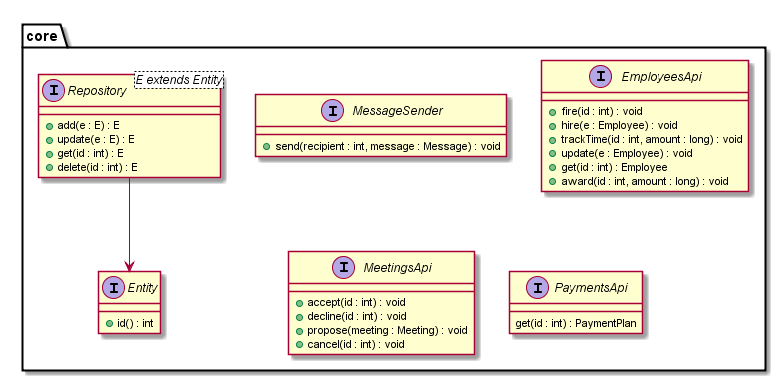 core
I Repository
E extends Entity
add(e : E) : E
update(e : E) : E
get(id : int) : E
delete(id : int) : E
I MessageSender
send(recipient : int, message : Message) : void
I EmployeesApi
fire(id : int) : void
hire(e : Employee) : void
trackTime(id : int, amount : long) : void
update(e : Employee) : void
get(id : int) : Employee
award(id : int, amount : long) : void
I Entity
id() : int
I MeetingsApi
accept(id : int) : void
decline(id : int) : void
propose(meeting : Meeting) : void
cancel(id : int) : void
I PaymentsApi
get(id : int) : PaymentPlan